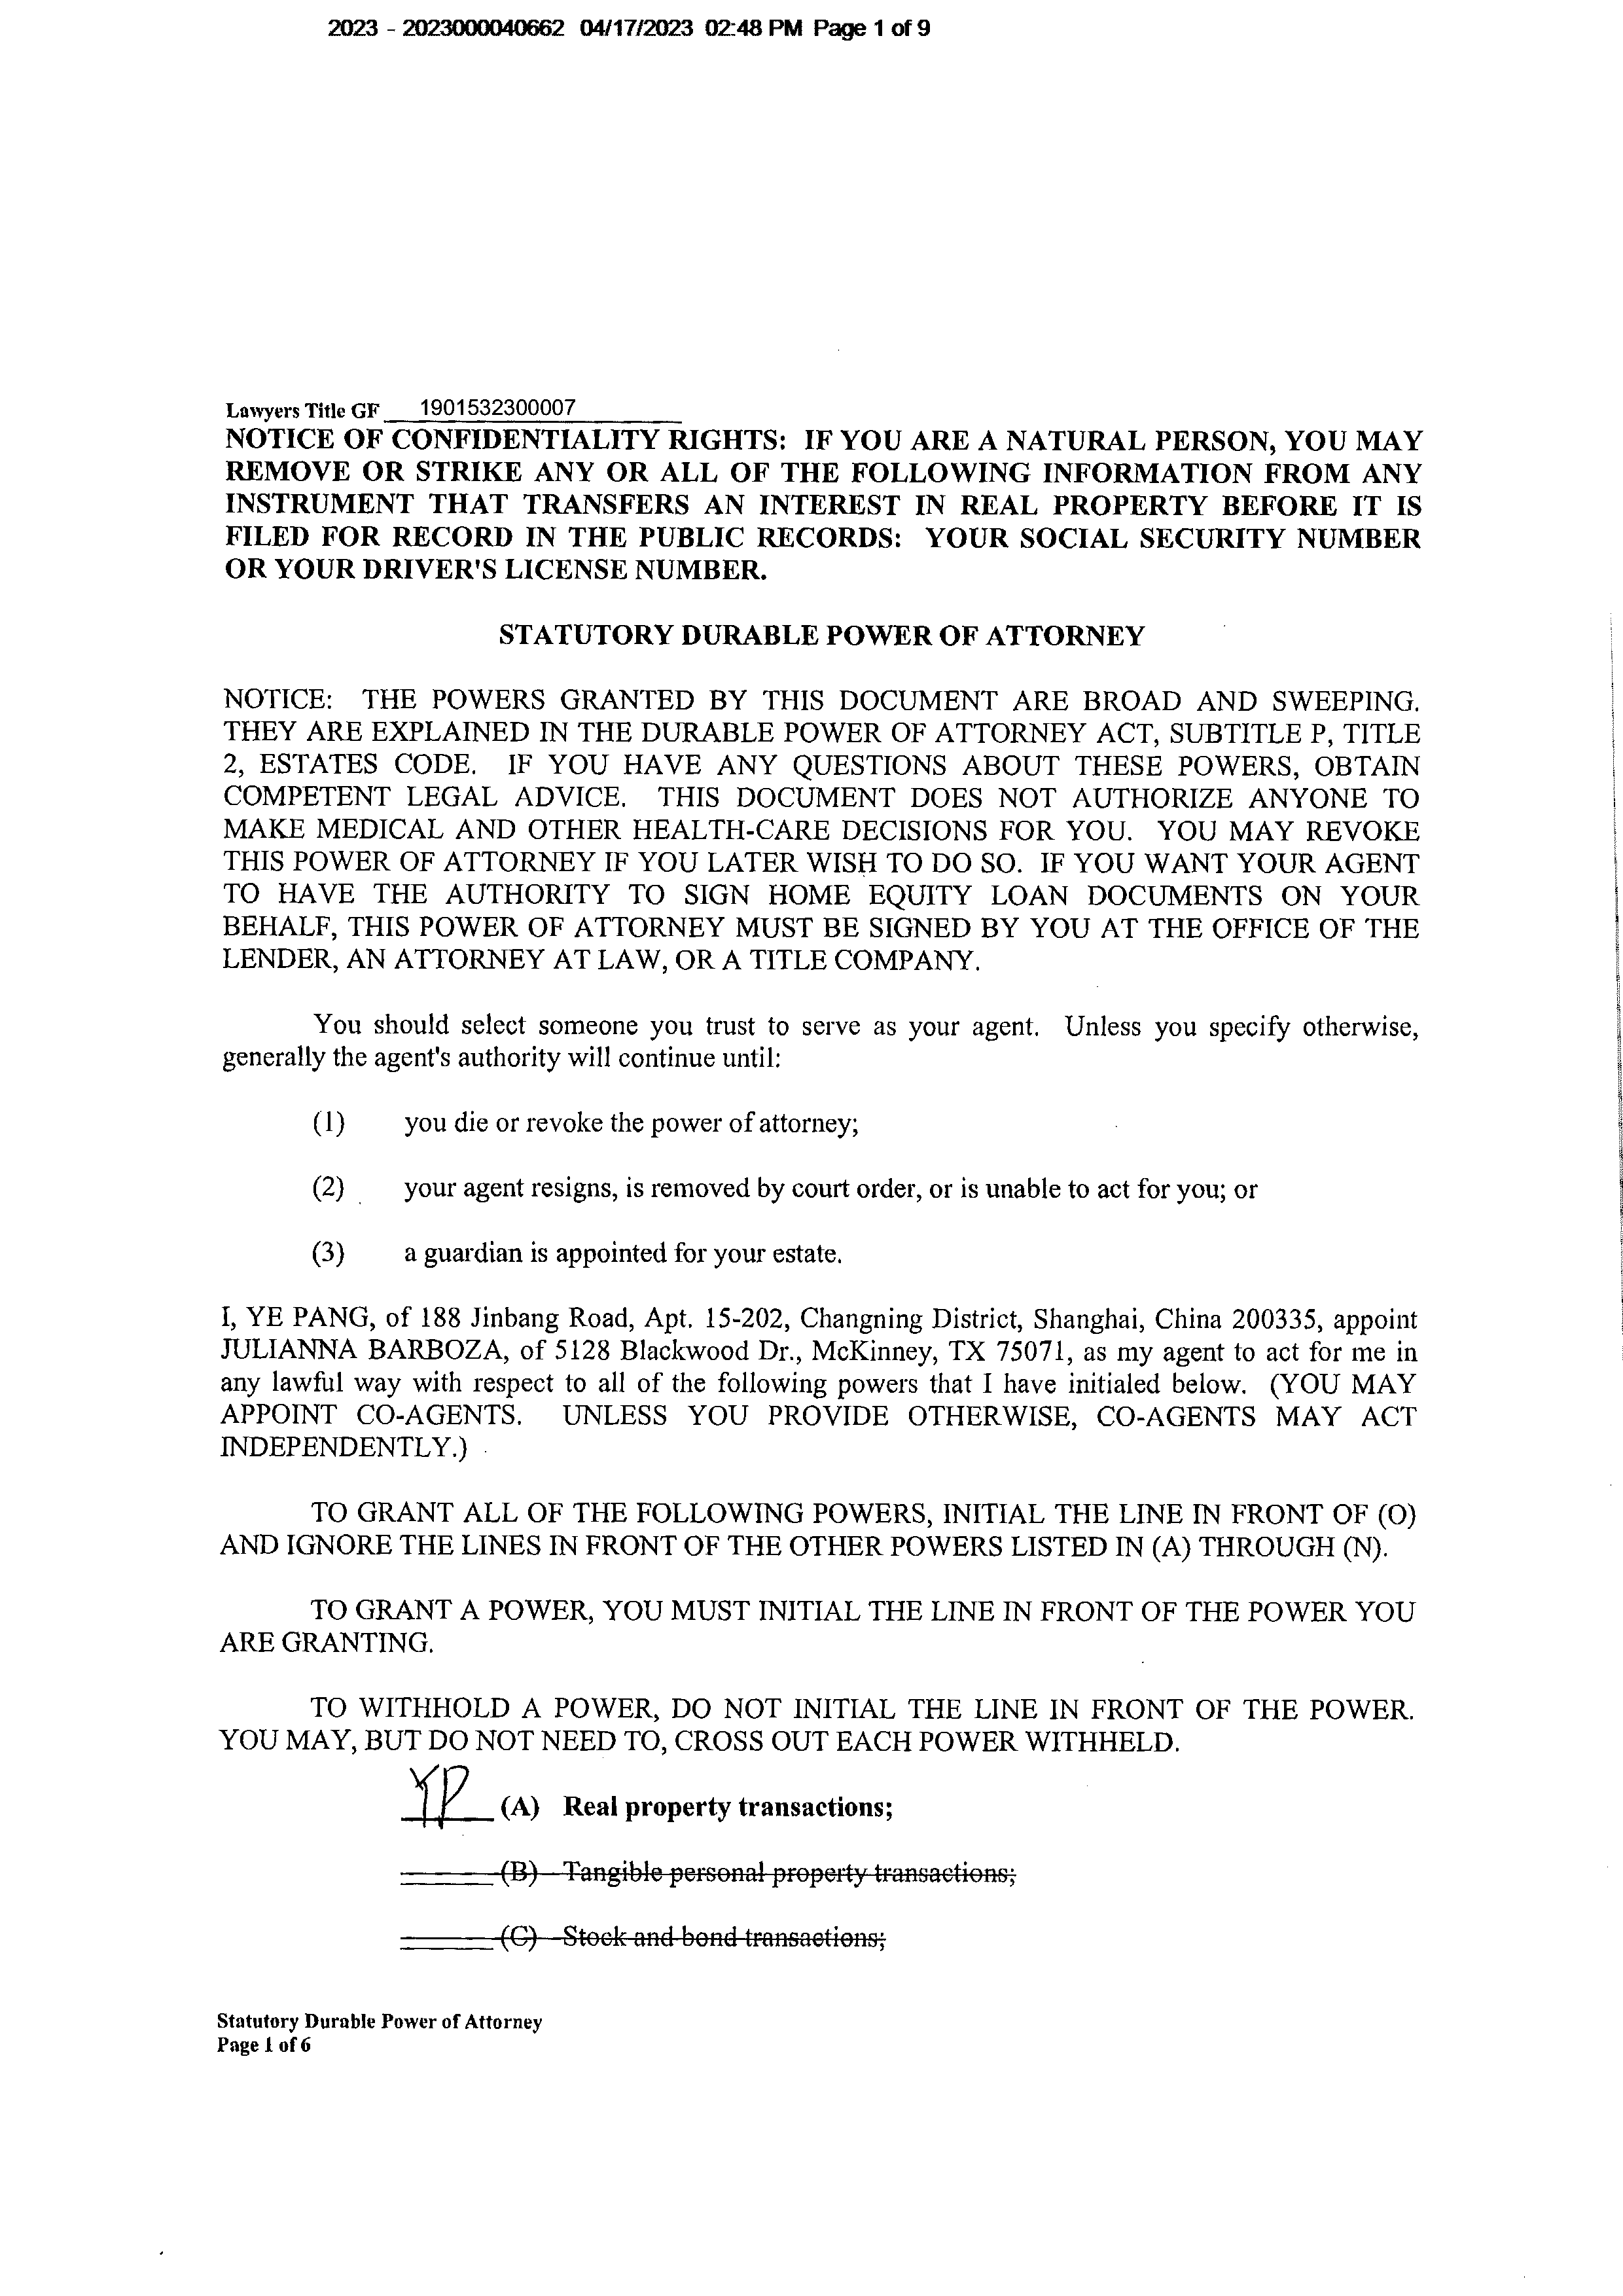 2023 - 2023000040662 04/17/2023 02:48 PM Page 1 of 9
Lawyers Title GF 1901532300007
NOTICE OF CONFIDENTIALITY RIGHTS: IF YOU ARE A NATURAL PERSON, YOU MAY
REMOVE OR STRIKE ANY OR ALL OF THE FOLLOWING INFORMATION FROM ANY
INSTRUMENT THAT TRANSFERS AN INTEREST IN REAL PROPERTY BEFORE IT IS
FILED FOR RECORD IN THE PUBLIC RECORDS: YOUR SOCIAL SECURITY NUMBER
OR YOUR DRIVER'S LICENSE NUMBER.
STATUTORY DURABLE POWER OF ATTORNEY
NOTICE: THE POWERS GRANTED BY THIS DOCUMENT ARE BROAD AND SWEEPING.
THEY ARE EXPLAINED IN THE DURABLE POWER OF ATTORNEY ACT, SUBTITLE P, TITLE
2, ESTATES CODE. IF YOU HAVE ANY QUESTIONS ABOUT THESE POWERS, OBTAIN
COMPETENT LEGAL ADVICE. THIS DOCUMENT DOES NOT AUTHORIZE ANYONE TO
MAKE MEDICAL AND OTHER HEALTH-CARE DECISIONS FOR YOU. YOU MAY REVOKE
THIS POWER OF ATTORNEY IF YOU LATER WISH TO DO SO. IF YOU WANT YOUR AGENT
TO HAVE THE AUTHORITY TO SIGN HOME EQUITY LOAN DOCUMENTS ON YOUR
BEHALF, THIS POWER OF ATTORNEY MUST BE SIGNED BY YOU AT THE OFFICE OF THE
LENDER, AN ATTORNEY AT LAW, OR A TITLE COMPANY.
You should select someone you trust to serve as your agent. Unless you specify otherwise,
generally the agent's authority will continue until:
(1) you die or revoke the power of attorney;
(2) your agent resigns, is removed by court order, or is unable to act for you; or
(3) a guardian is appointed for your estate.
I, YE PANG, of 188 Jinbang Road, Apt. 15-202, Changning District, Shanghai, China 200335, appoint
JULIANNA BARBOZA, of 5128 Blackwood Dr., McKinney, TX 75071, as my agent to act for me in
any lawful way with respect to all of the following powers that I have initialed below. (YOU MAY
APPOINT CO-AGENTS. UNLESS YOU PROVIDE OTHERWISE, CO-AGENTS MAY ACT
INDEPENDENTLY.)
TO GRANT ALL OF THE FOLLOWING POWERS, INITIAL THE LINE IN FRONT OF (O)
AND IGNORE THE LINES IN FRONT OF THE OTHER POWERS LISTED IN (A) THROUGH (N).
TO GRANT A POWER, YOU MUST INITIAL THE LINE IN FRONT OF THE POWER YOU
ARE GRANTING.
TO WITHHOLD A POWER, DO NOT INITIAL THE LINE IN FRONT OF THE POWER.
YOU MAY, BUT DO NOT NEED TO, CROSS OUT EACH POWER WITHHELD.
YP (A) Real property transactions;
(B) Tangible personal property transactions;
(C) Stock and bond transactions;
Statutory Durable Power of Attorney
Page 1 of 6